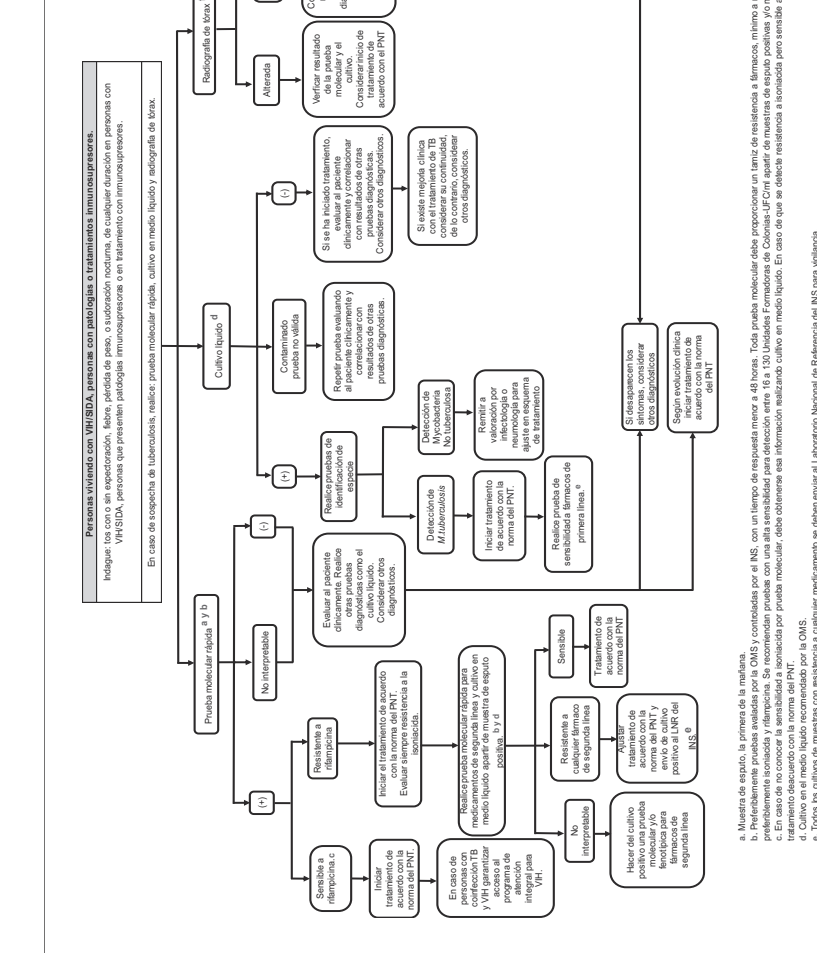 Personas viviendo con VIH/SIDA, personas con patologías o tratamientos inmunosupresores.
Indague: tos con o sin expectoración, fiebre, pérdida de peso, o sudoración nocturna, de cualquier duración en personas con
VIH/SIDA, personas que presenten patologías inmunosupresoras o en tratamiento con inmunosupresores.
En caso de sospecha de tuberculosis, realice: prueba molecular rápida, cultivo en medio líquido y radiografía de tórax.
Prueba molecular rápida a y b
(+)
Sensible a
rifampicina.c
Iniciar
tratamiento de
acuerdo con la
norma del PNT.
En caso de
personas con
coinfección TB
y VIH garantizar
acceso al
programa de
atención
integral para
VIH.
Resistente a
rifampicina
Iniciar el tratamiento de acuerdo
con la norma del PNT.
Evaluar siempre resistencia a la
isoniacida.
Realice prueba molecular rápida para
medicamentos de segunda línea y cultivo en
medio líquido apartir de muestra de esputo
positiva, b y d
No
interpretable
Hacer del cultivo
positivo una prueba
molecular y/o
fenotípica para
fármacos de
segunda línea
Resistente a
cualquier fármaco
de segunda línea
Ajustar
tratamiento de
acuerdo con la
norma del PNT y
envío de cultivo
positivo al LNR del
INS. e
Sensible
Tratamiento de
acuerdo con la
norma del PNT
No interpretable
(-)
Evaluar al paciente
clínicamente. Realice
otras pruebas
diagnósticas como el
cultivo líquido.
Considerar otros
diagnósticos.
Cultivo líquido d
(+)
Realice pruebas de
identificación de
especie
Detección de
M.tuberculosis
Iniciar tratamiento
de acuerdo con la
norma del PNT.
Realice prueba de
sensibilidad a fármacos de
primera línea. e
Detección de
Mycobacteria
No tuberculosa
Remitir a
valoración por
infectología o
neumología para
ajuste en esquema
de tratamiento
Contaminado
prueba no válida
Repetir prueba evaluando
al paciente clínicamente y
correlacionar con
resultados de otras
pruebas diagnósticas.
(-)
Si se ha iniciado tratamiento,
evaluar al paciente
clínicamente y correlacionar
con resultados de otras
pruebas diagnósticas.
Considerar otros diagnósticos.
Si existe mejoría clínica
con el tratamiento de TB
considerar su continuidad,
de lo contrario, considerar
otros diagnósticos.
Radiografía de tórax
Alterada
Verificar resultado
de la prueba
molecular y el
cultivo.
Considerar inicio de
tratamiento de
acuerdo con el PNT
Si desaparecen los
síntomas, considerar
otros diagnósticos
Según evolución clínica
iniciar tratamiento de
acuerdo con la norma
del PNT
a. Muestra de esputo, la primera de la mañana.
b. Preferiblemente pruebas avaladas por la OMS y controladas por el INS, con un tiempo de respuesta menor a 48 horas. Toda prueba molecular debe proporcionar un tamiz de resistencia a fármacos, mínimo a
preferiblemente isoniacida y rifampicina. Se recomiendan pruebas con una alta sensibilidad para detección entre 16 a 130 Unidades Formadoras de Colonias-UFC/ml apartir de muestras de esputo positivas y/o
c. En caso de no conocer la sensibilidad a isoniacida por prueba molecular, debe obtenerse esa información realizando cultivo en medio líquido. En caso de que se detecte resistencia a isoniacida pero sensible
tratamiento deacuerdo con la norma del PNT.
d. Cultivo en el medio líquido recomendado por la OMS.
e. Todos los cultivos de muestras con resistencia a cualquier medicamento se deben enviar al Laboratorio Nacional de Referencia del INS para vigilancia